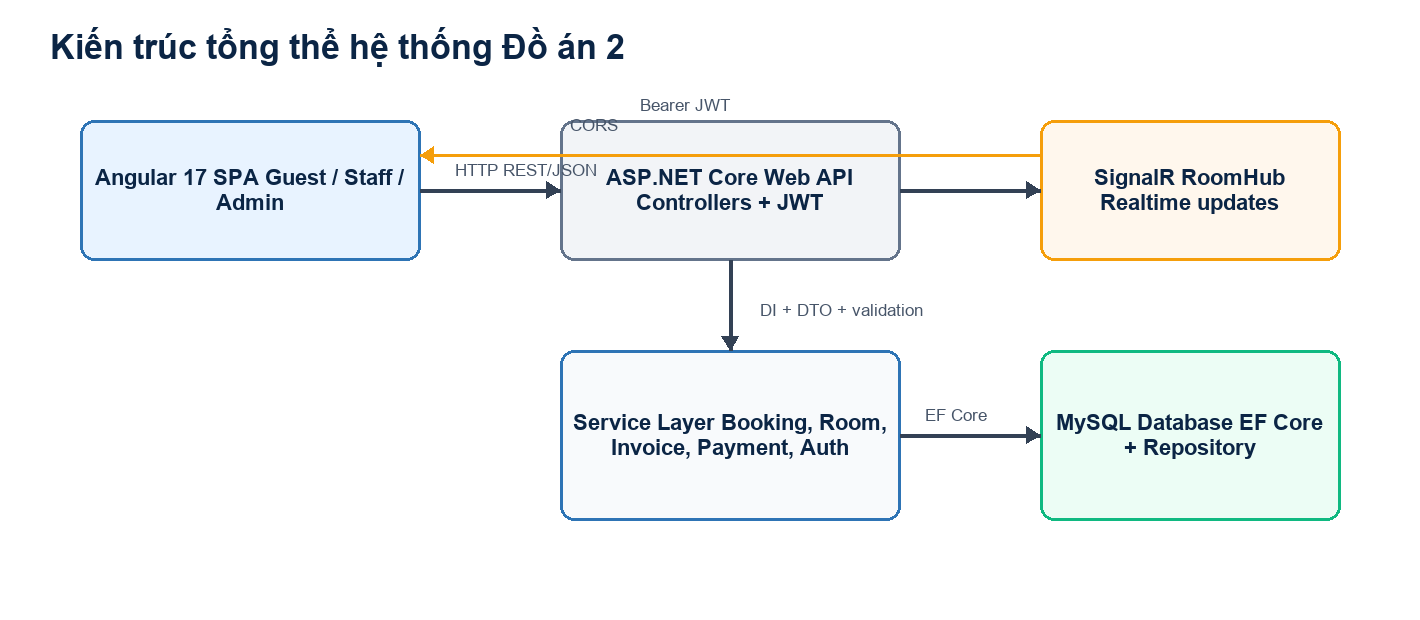 Kiến trúc tổng thể hệ thống Đồ án 2
Bearer JWT
CORS
HTTP REST/JSON
Angular 17 SPA Guest / Staff /
Admin
ASP.NET Core Web API
Controllers + JWT
SignalR RoomHub
Realtime updates
DI + DTO + validation
Service Layer Booking, Room,
Invoice, Payment, Auth
EF Core
MySQL Database EF Core
+ Repository